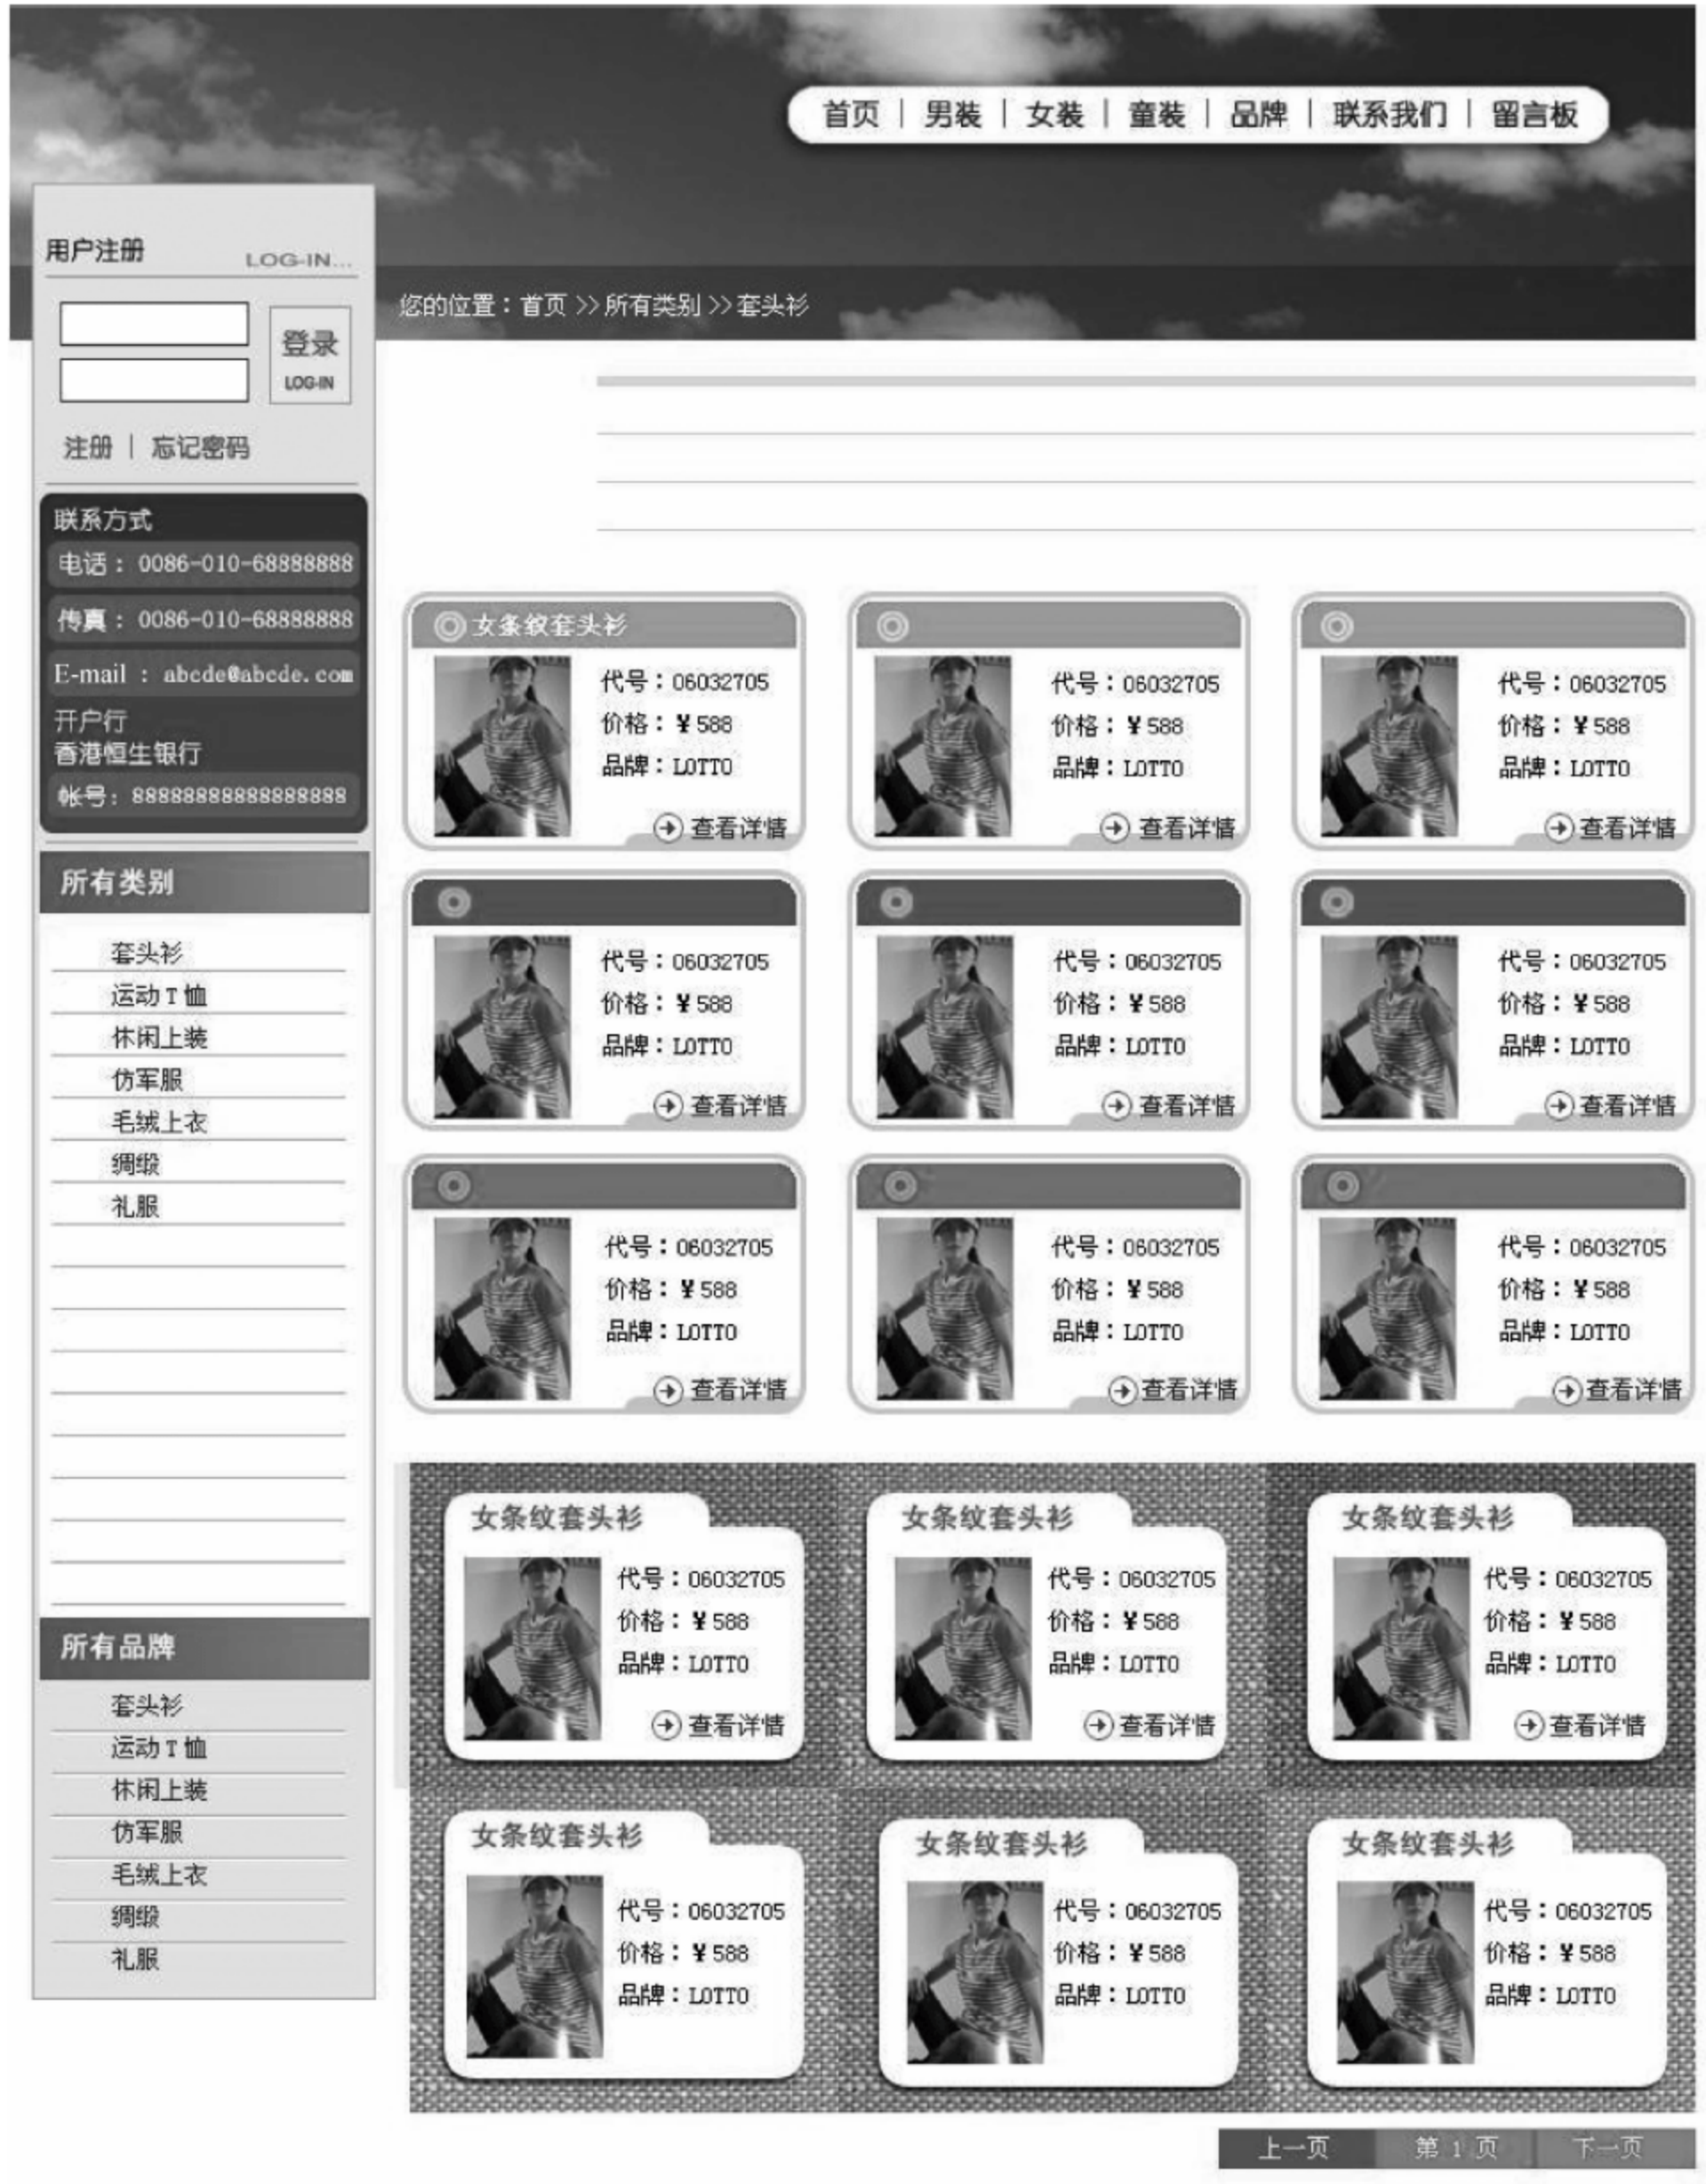 首页 | 男装 | 女装 | 童装 | 品牌 | 联系我们 | 留言板
用户注册 LOG-IN...
登录
LOG-IN
注册 | 忘记密码
您的位置：首页 >> 所有类别 >> 套头衫
联系方式
电话：0086-010-68888888
传真：0086-010-68888888
E-mail：abcde@abcde.com
开户行
香港恒生银行
帐号：88888888888888888
所有类别
套头衫
运动T恤
休闲上装
仿军服
毛绒上衣
绸缎
礼服
所有品牌
套头衫
运动T恤
休闲上装
仿军服
毛绒上衣
绸缎
礼服
女条纹套头衫
代号：06032705
价格：¥588
品牌：LOTTO
查看详情
代号：06032705
价格：¥588
品牌：LOTTO
查看详情
代号：06032705
价格：¥588
品牌：LOTTO
查看详情
代号：06032705
价格：¥588
品牌：LOTTO
查看详情
代号：06032705
价格：¥588
品牌：LOTTO
查看详情
代号：06032705
价格：¥588
品牌：LOTTO
查看详情
代号：06032705
价格：¥588
品牌：LOTTO
查看详情
代号：06032705
价格：¥588
品牌：LOTTO
查看详情
代号：06032705
价格：¥588
品牌：LOTTO
查看详情
女条纹套头衫
代号：06032705
价格：¥588
品牌：LOTTO
查看详情
女条纹套头衫
代号：06032705
价格：¥588
品牌：LOTTO
查看详情
女条纹套头衫
代号：06032705
价格：¥588
品牌：LOTTO
查看详情
女条纹套头衫
代号：06032705
价格：¥588
品牌：LOTTO
女条纹套头衫
代号：06032705
价格：¥588
品牌：LOTTO
女条纹套头衫
代号：06032705
价格：¥588
品牌：LOTTO
上一页 第 1 页 下一页